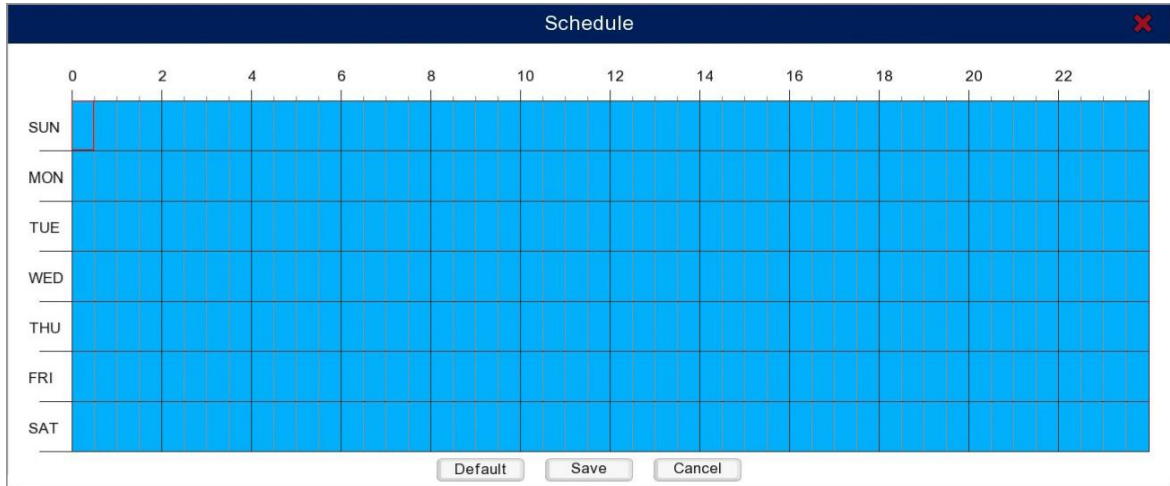 Schedule
0 2 4 6 8 10 12 14 16 18 20 22
SUN
MON
TUE
WED
THU
FRI
SAT
Default Save Cancel